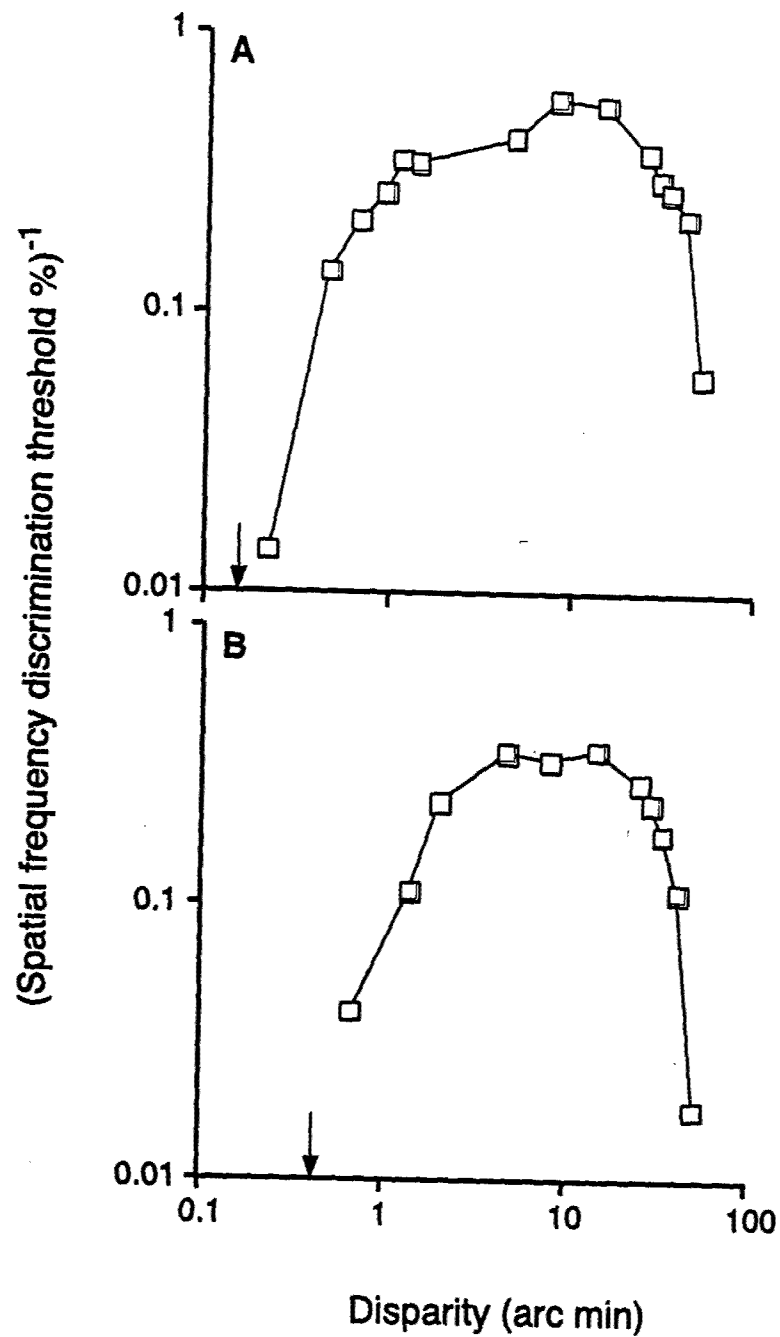 (Spatial frequency discrimination threshold %)⁻¹
A
1
0.1
0.01
B
1
0.1
0.01
0.1 1 10 100
Disparity (arc min)